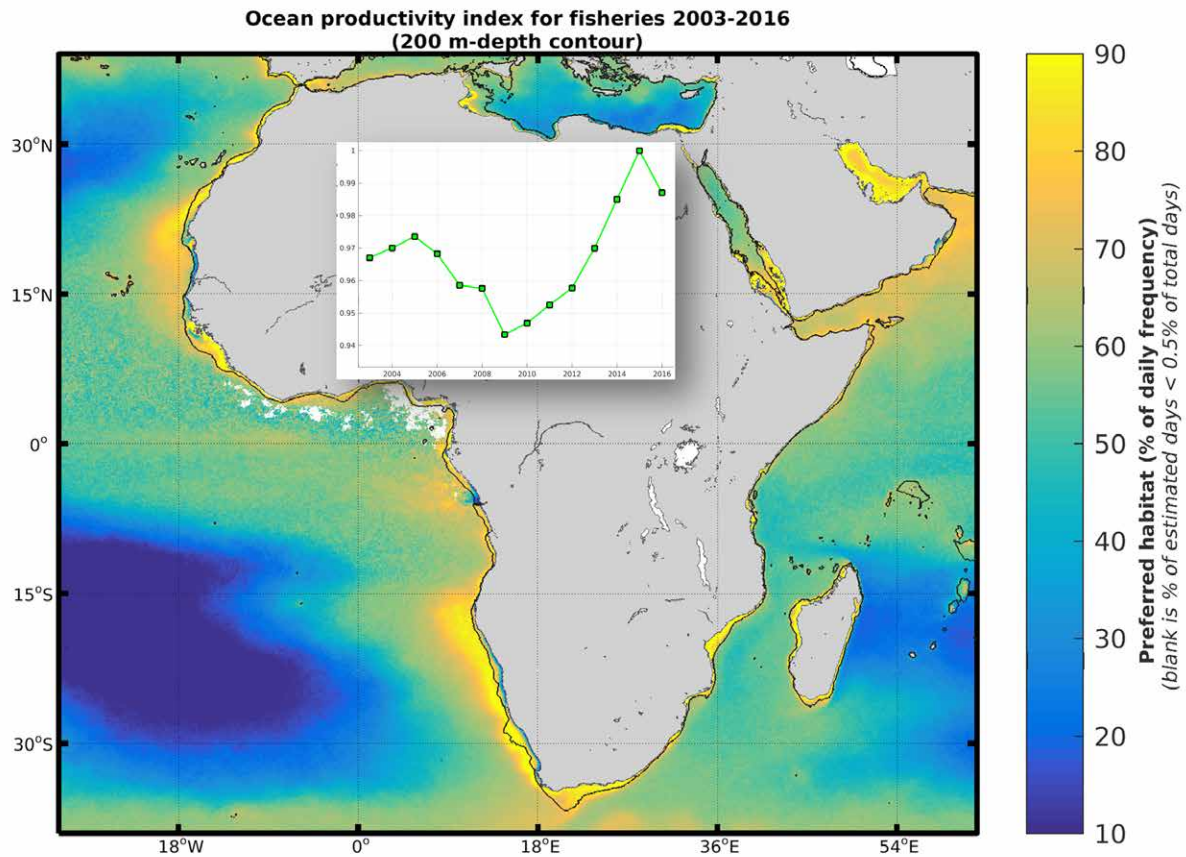 Ocean productivity index for fisheries 2003-2016
(200 m-depth contour)
30°N
15°N
0°
15°S
30°S
18°W
0°
18°E
36°E
54°E
1
0.99
0.98
0.97
0.96
0.95
0.94
2004
2006
2008
2010
2012
2014
2016
90
80
70
60
50
40
30
20
10
Preferred habitat (% of daily frequency)
(blank is % of estimated days < 0.5% of total days)